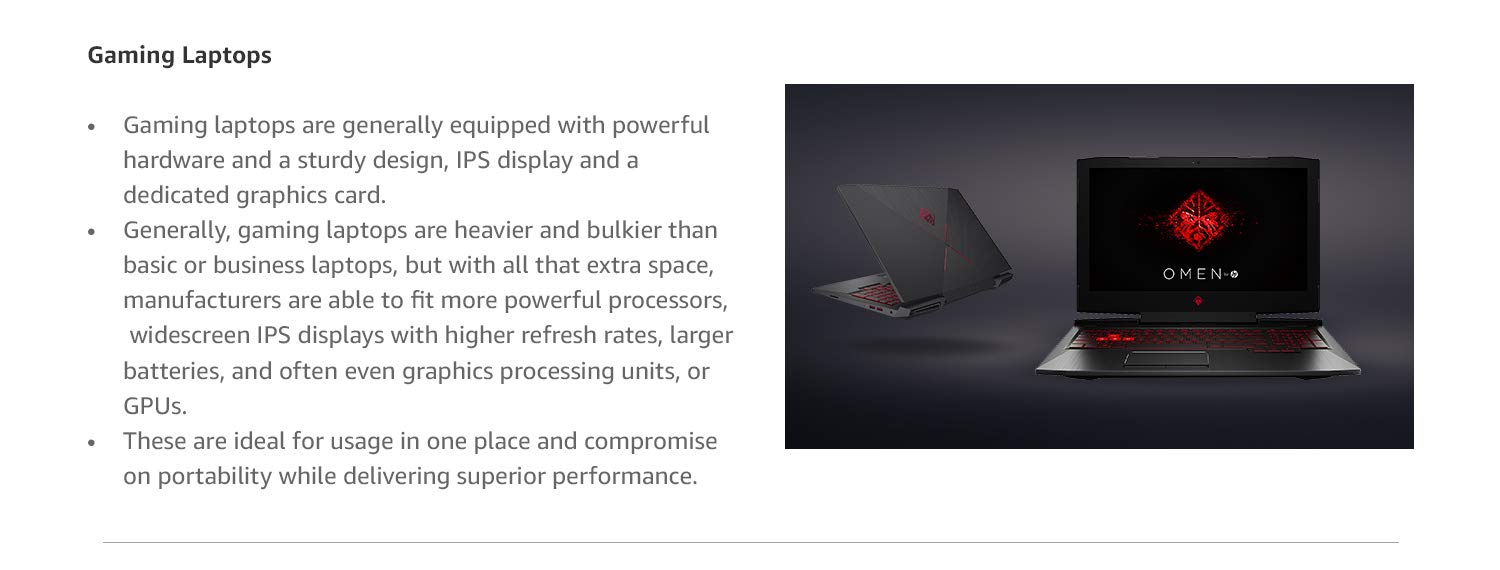 Gaming Laptops
• Gaming laptops are generally equipped with powerful
hardware and a sturdy design, IPS display and a
dedicated graphics card.
• Generally, gaming laptops are heavier and bulkier than
basic or business laptops, but with all that extra space,
manufacturers are able to fit more powerful processors,
widescreen IPS displays with higher refresh rates, larger
batteries, and often even graphics processing units, or
GPUs.
• These are ideal for usage in one place and compromise
on portability while delivering superior performance.
OMEN by hp